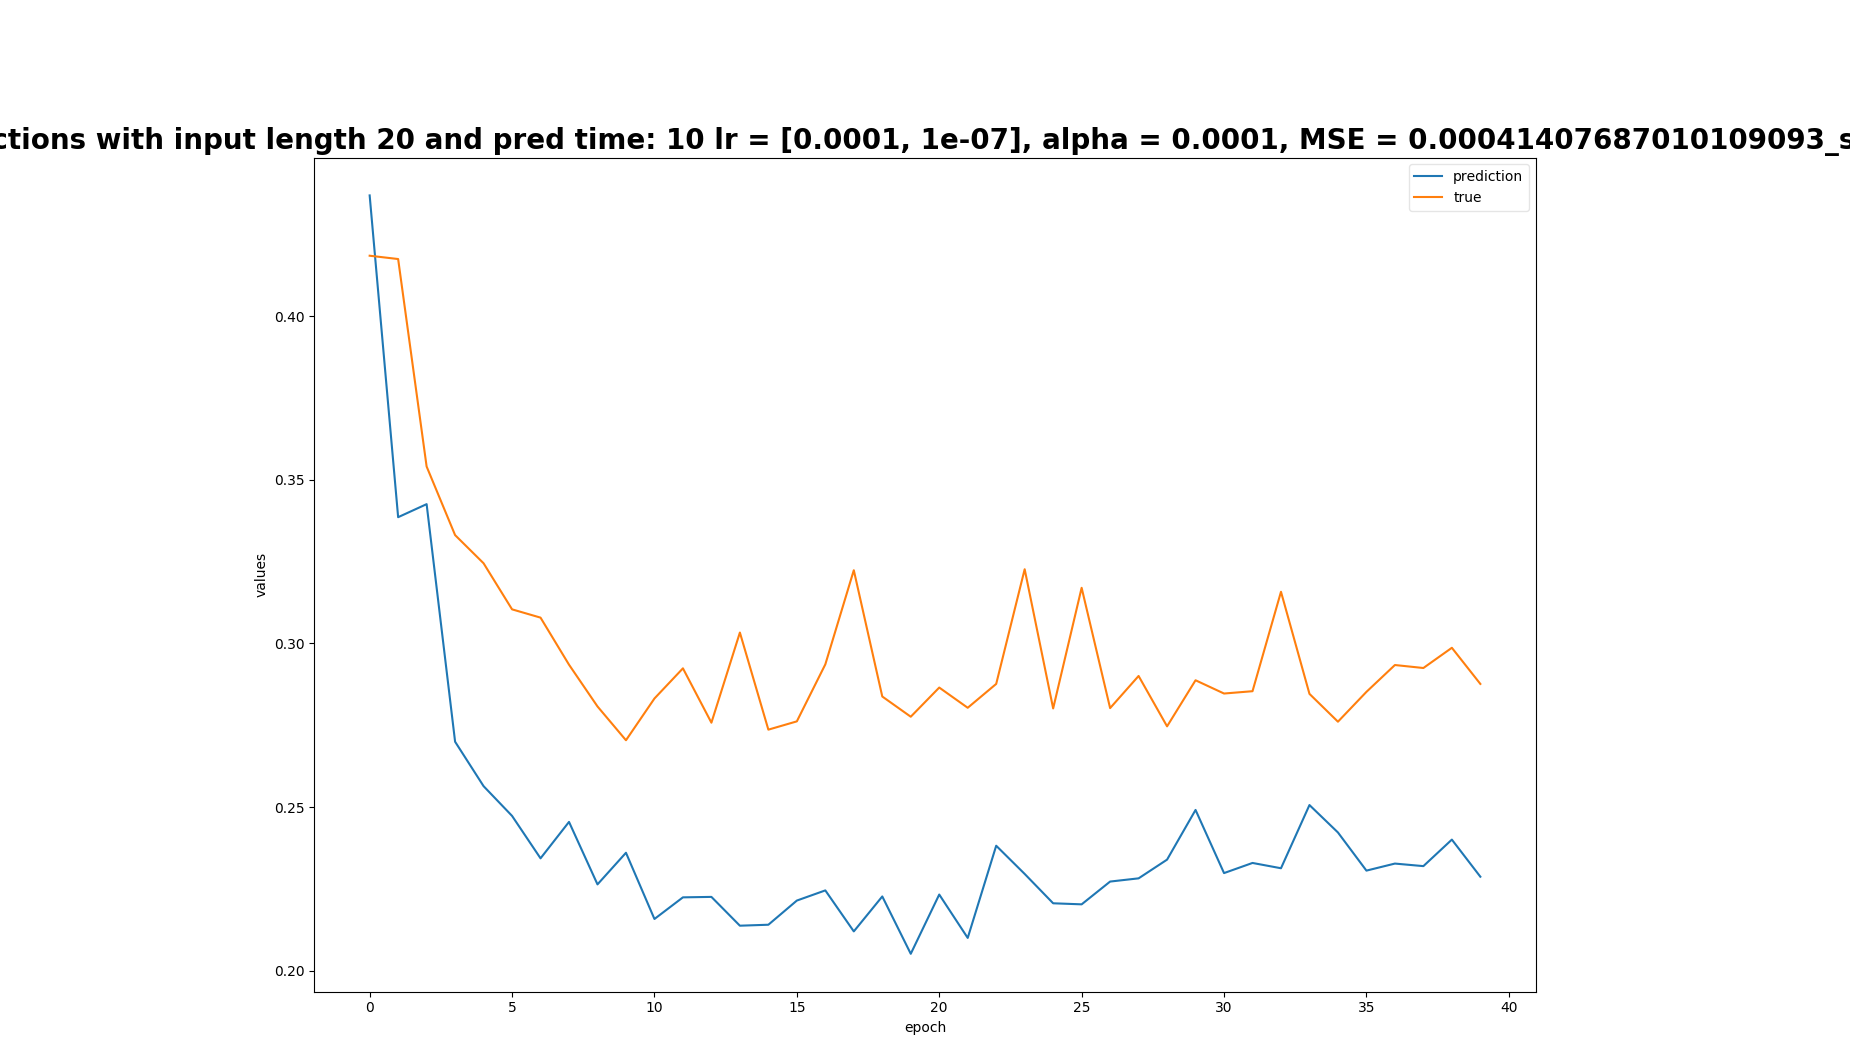 ctions with input length 20 and pred time: 10 lr = [0.0001, 1e-07], alpha = 0.0001, MSE = 0.00041407687010109093_s
prediction
true
0.40
0.35
0.30
0.25
0.20
values
0 5 10 15 20 25 30 35 40
epoch